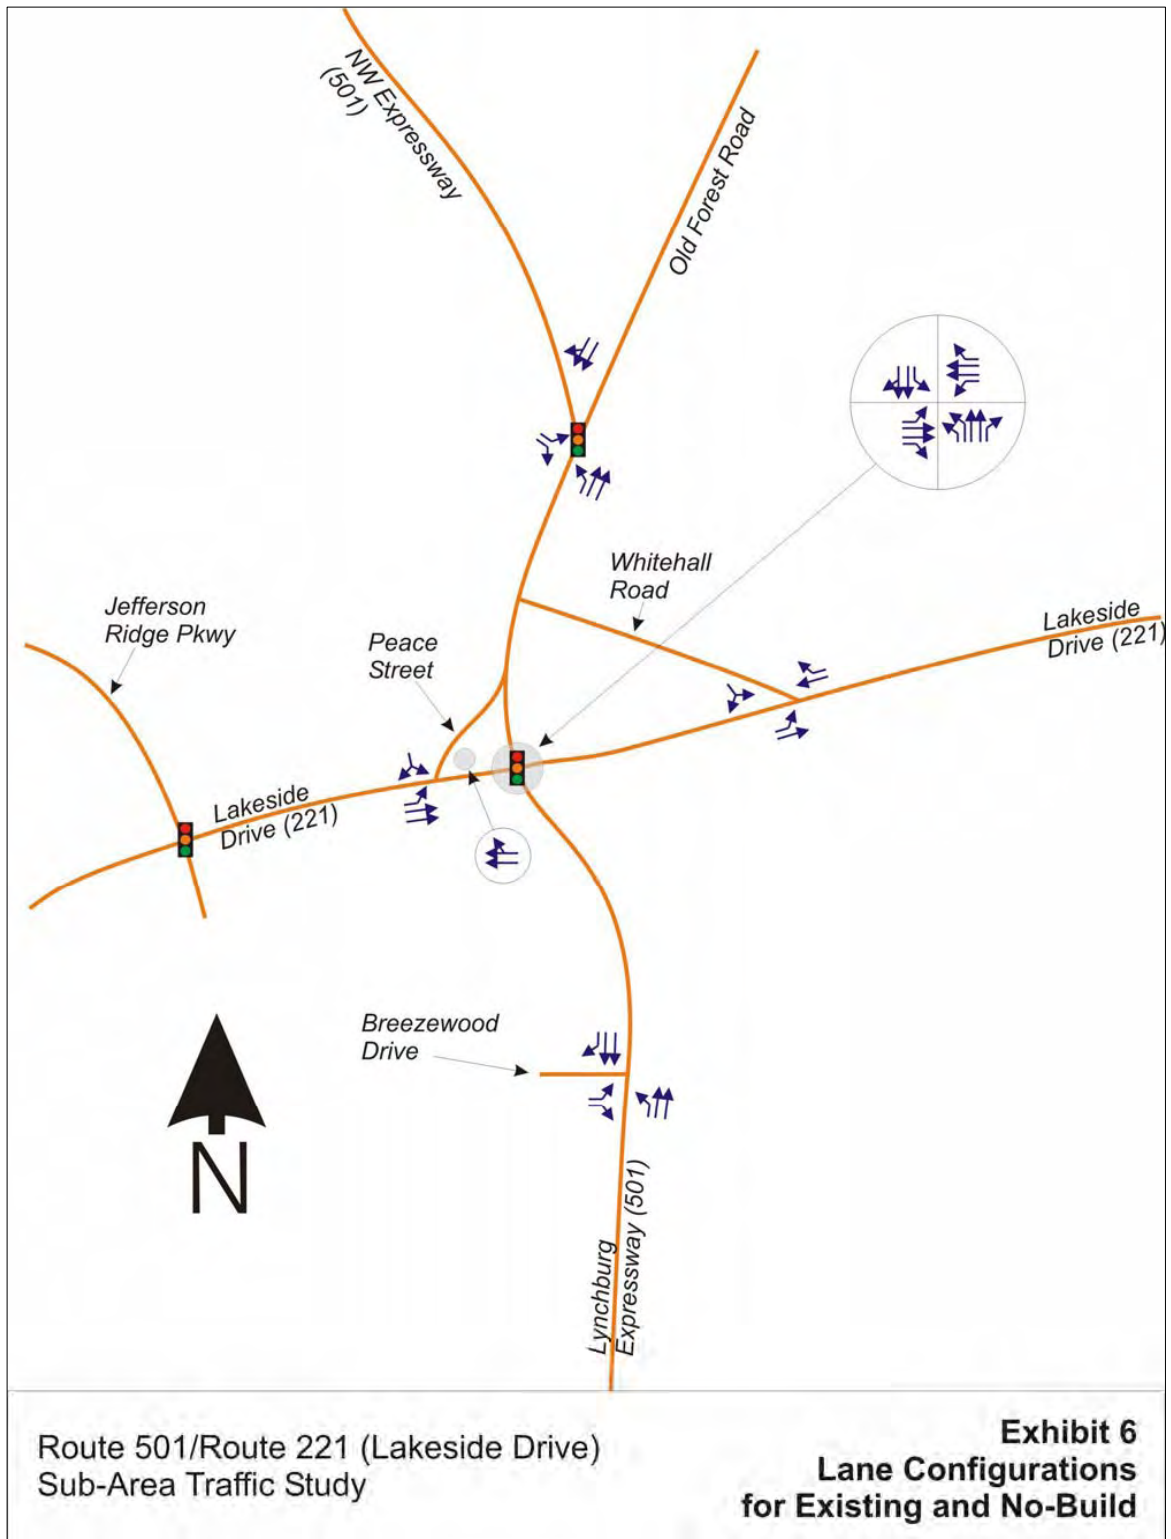 NW Expressway
(501)
Old Forest Road
Whitehall
Road
Jefferson
Ridge Pkwy
Peace
Street
Lakeside
Drive (221)
Lakeside
Drive (221)
Breezewood
Drive
N
Lynchburg
Expressway (501)
Route 501/Route 221 (Lakeside Drive)
Sub-Area Traffic Study
Exhibit 6
Lane Configurations
for Existing and No-Build